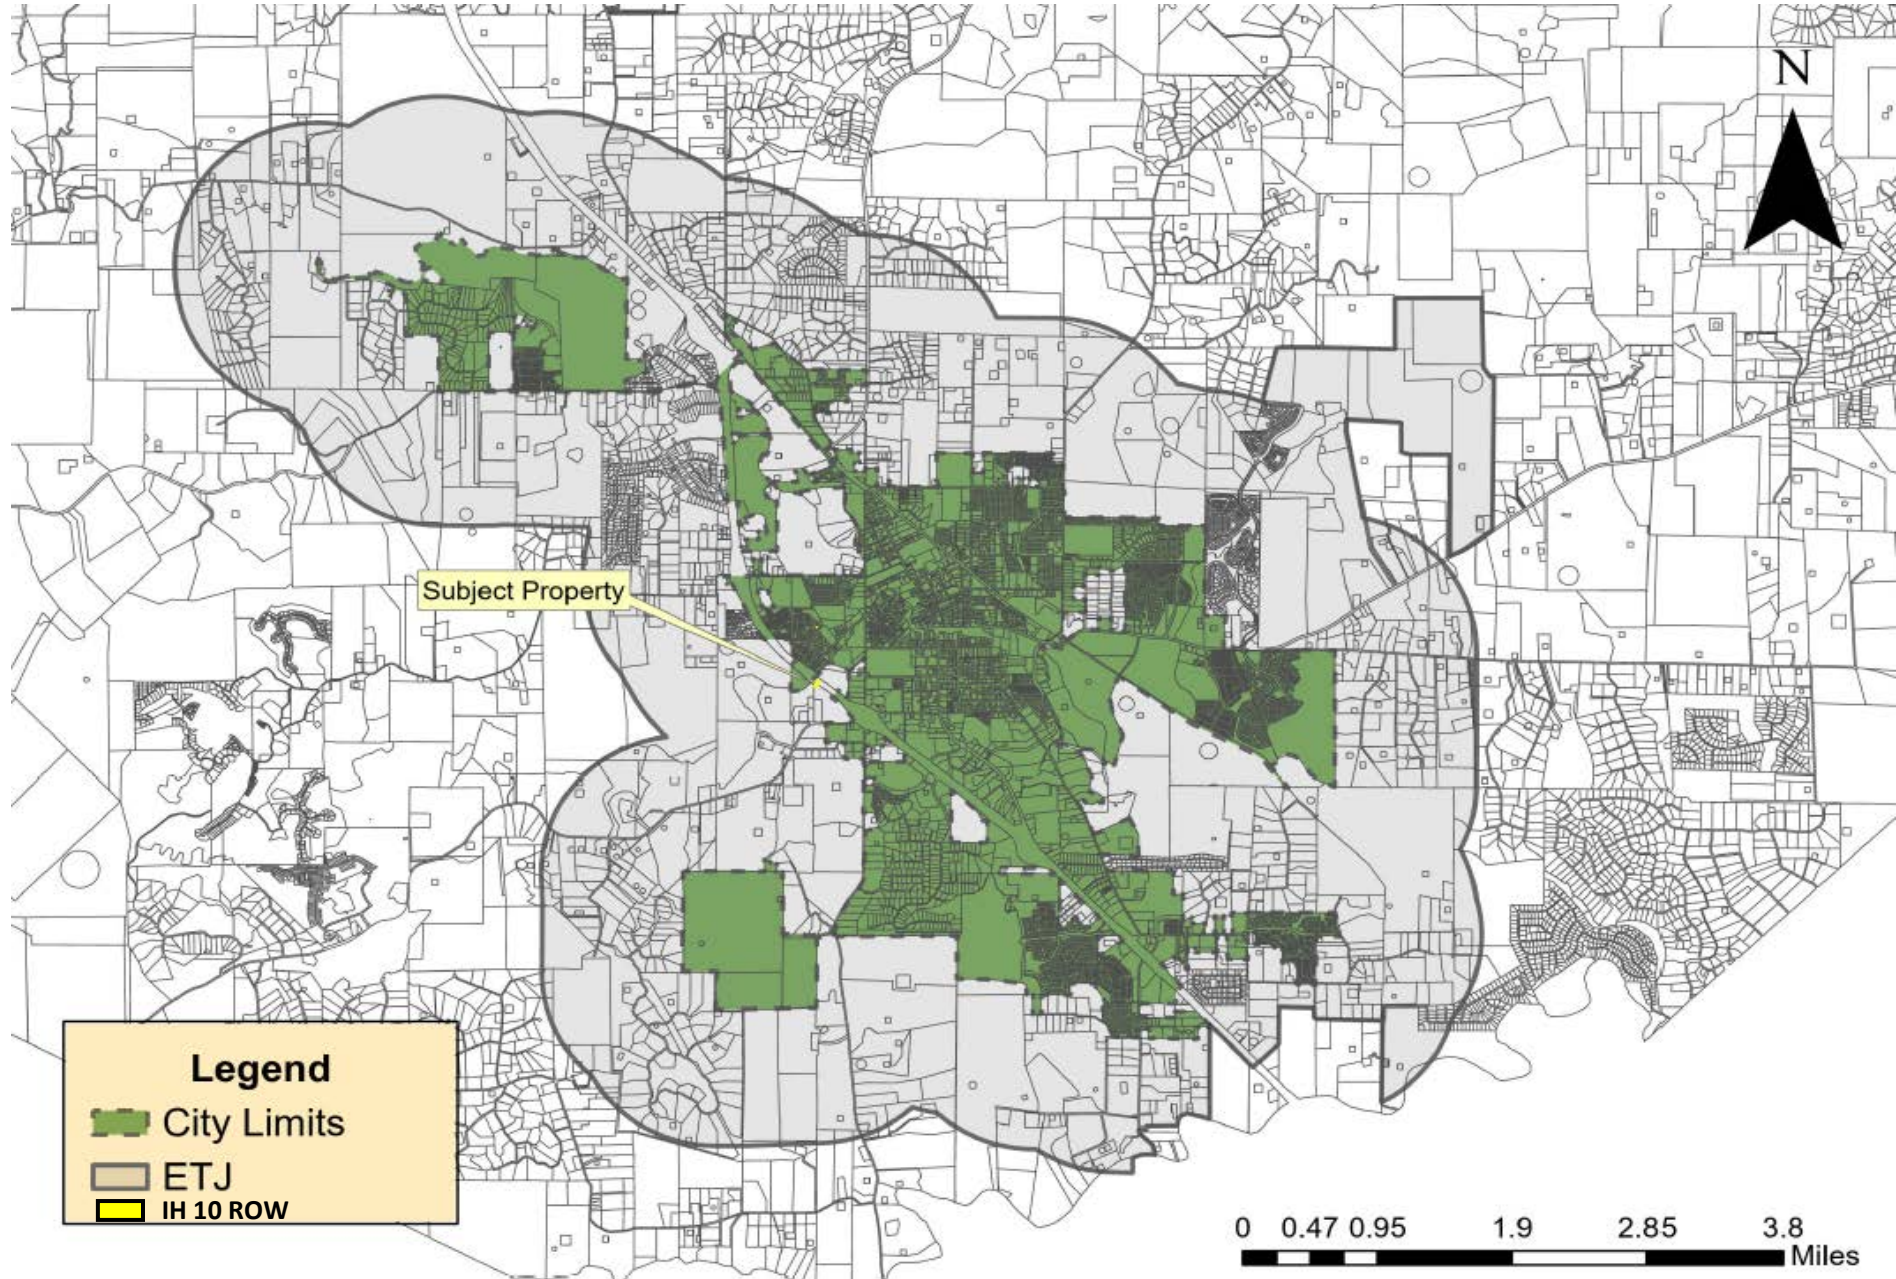 N
Subject Property
Legend
City Limits
ETJ
IH 10 ROW
0 0.47 0.95 1.9 2.85 3.8
Miles